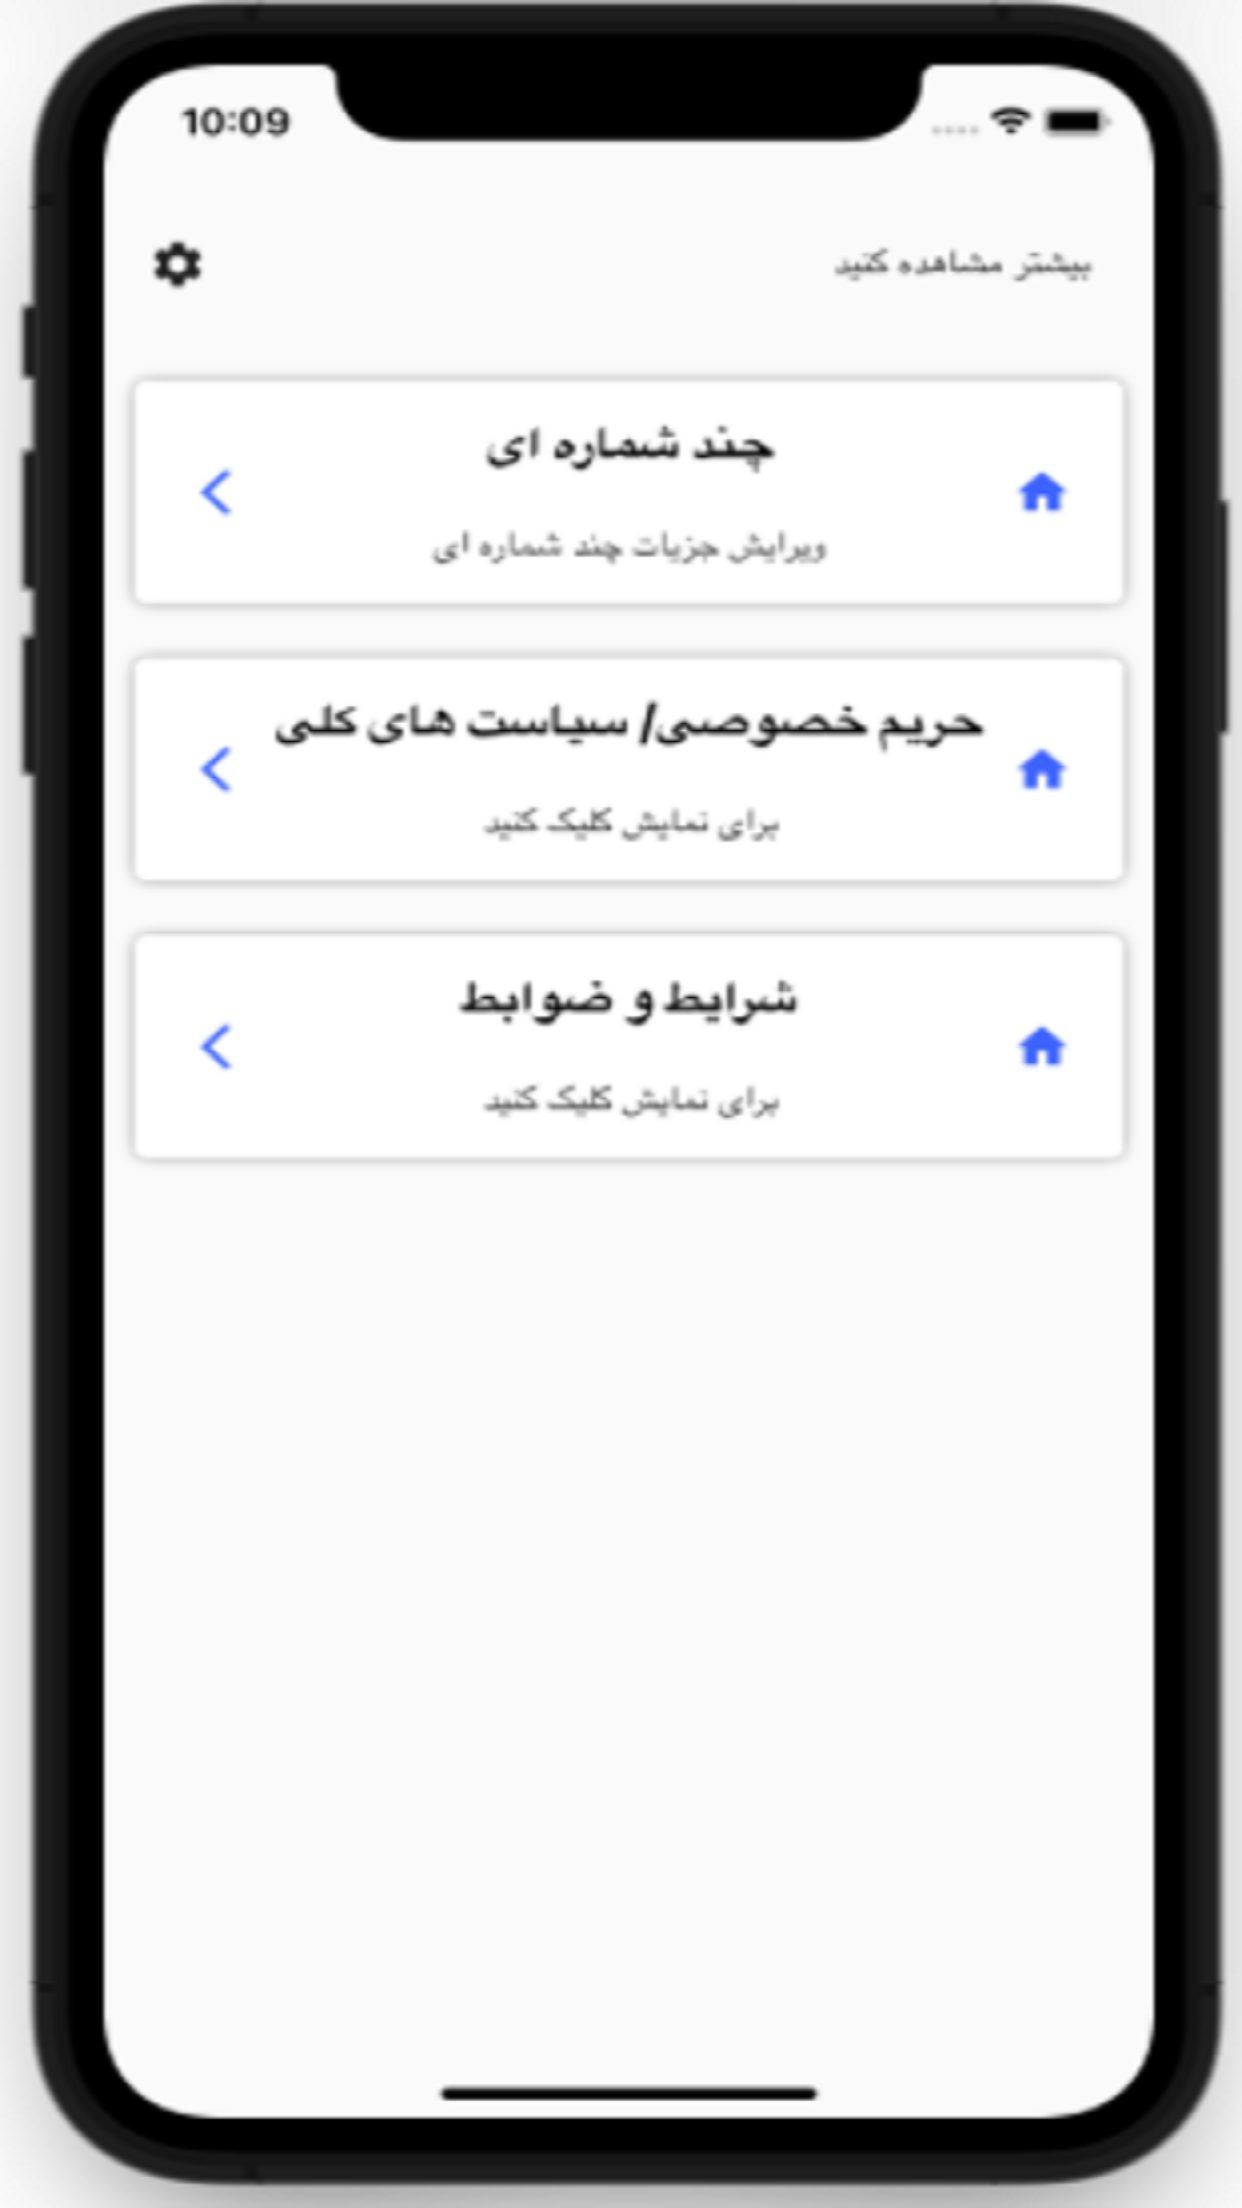 10:09
بیشتر مشاهده کنید
چند شماره ای
ویرایش جزیات چند شماره ای
حریم خصوصی/ سیاست های کلی
برای نمایش کلیک کنید
شرایط و ضوابط
برای نمایش کلیک کنید